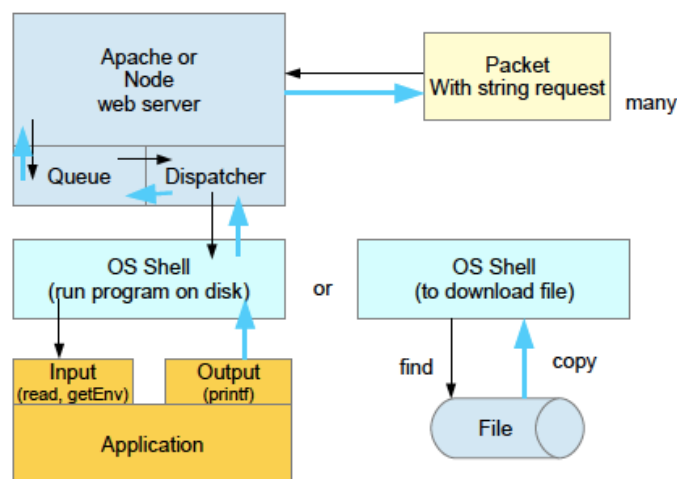 Apache or
Node
web server
Packet
With string request
many
Queue
Dispatcher
OS Shell
(run program on disk)
or
OS Shell
(to download file)
Input
(read, getEnv)
Output
(printf)
find
copy
Application
File